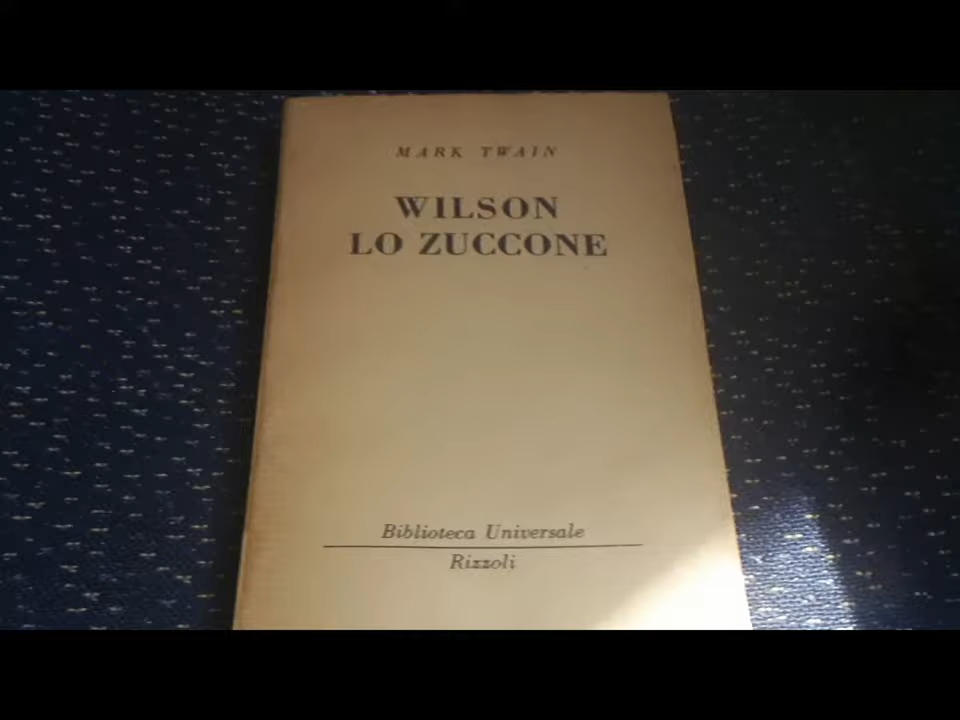 MARK TWAIN
WILSON
LO ZUCCONE
Biblioteca Universale
Rizzoli